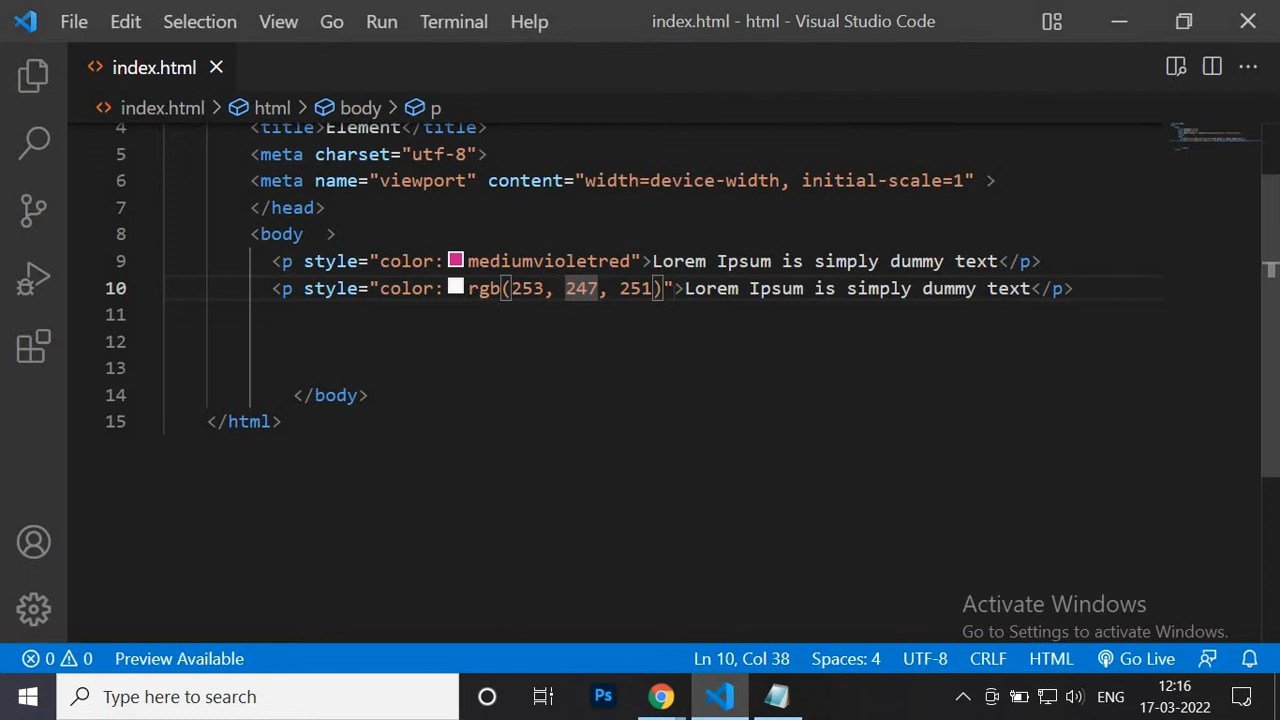 File Edit Selection View Go Run Terminal Help index.html - html - Visual Studio Code
index.html
index.html > html > body > p
4 <title>Element</title>
5 <meta charset="utf-8">
6 <meta name="viewport" content="width=device-width, initial-scale=1" >
7 </head>
8 <body >
9 <p style="color:mediumvioletred">Lorem Ipsum is simply dummy text</p>
10 <p style="color:rgb(253, 247, 251)">Lorem Ipsum is simply dummy text</p>
11
12
13
14 </body>
15 </html>
Activate Windows
Go to Settings to activate Windows.
0 0 Preview Available Ln 10, Col 38 Spaces: 4 UTF-8 CRLF HTML Go Live
Type here to search Ps ENG 12:16
17-03-2022